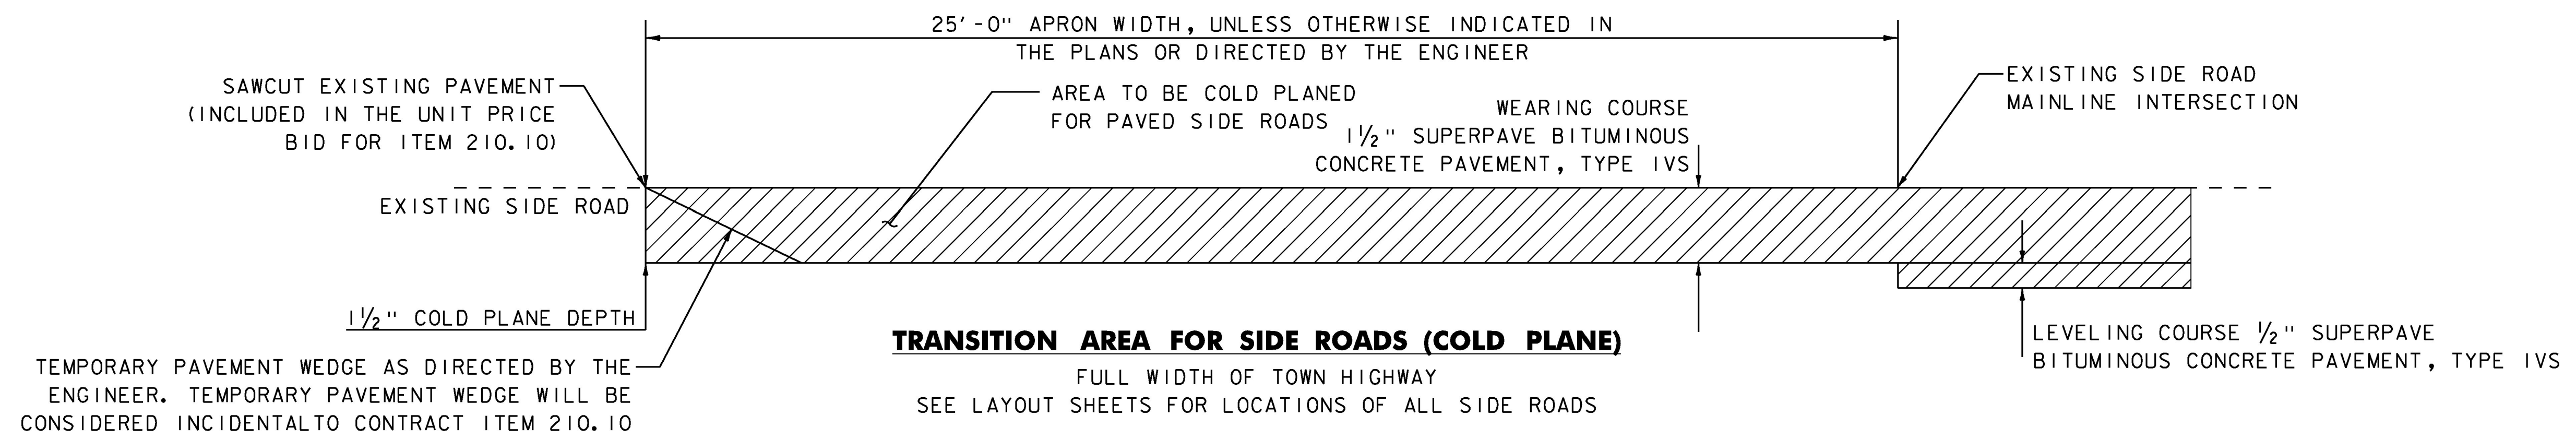 25'-0" APRON WIDTH, UNLESS OTHERWISE INDICATED IN
THE PLANS OR DIRECTED BY THE ENGINEER
SAWCUT EXISTING PAVEMENT
(INCLUDED IN THE UNIT PRICE
BID FOR ITEM 210.10)
AREA TO BE COLD PLANED
FOR PAVED SIDE ROADS
WEARING COURSE
1½" SUPERPAVE BITUMINOUS
CONCRETE PAVEMENT, TYPE IVS
EXISTING SIDE ROAD
MAINLINE INTERSECTION
EXISTING SIDE ROAD
1½" COLD PLANE DEPTH
TEMPORARY PAVEMENT WEDGE AS DIRECTED BY THE
ENGINEER. TEMPORARY PAVEMENT WEDGE WILL BE
CONSIDERED INCIDENTALTO CONTRACT ITEM 210.10
TRANSITION AREA FOR SIDE ROADS (COLD PLANE)
FULL WIDTH OF TOWN HIGHWAY
SEE LAYOUT SHEETS FOR LOCATIONS OF ALL SIDE ROADS
LEVELING COURSE ½" SUPERPAVE
BITUMINOUS CONCRETE PAVEMENT, TYPE IVS